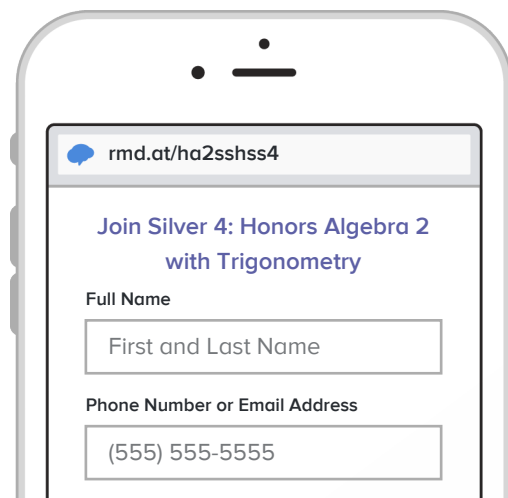 rmd.at/ha2sshss4
Join Silver 4: Honors Algebra 2
with Trigonometry
Full Name
First and Last Name
Phone Number or Email Address
(555) 555-5555